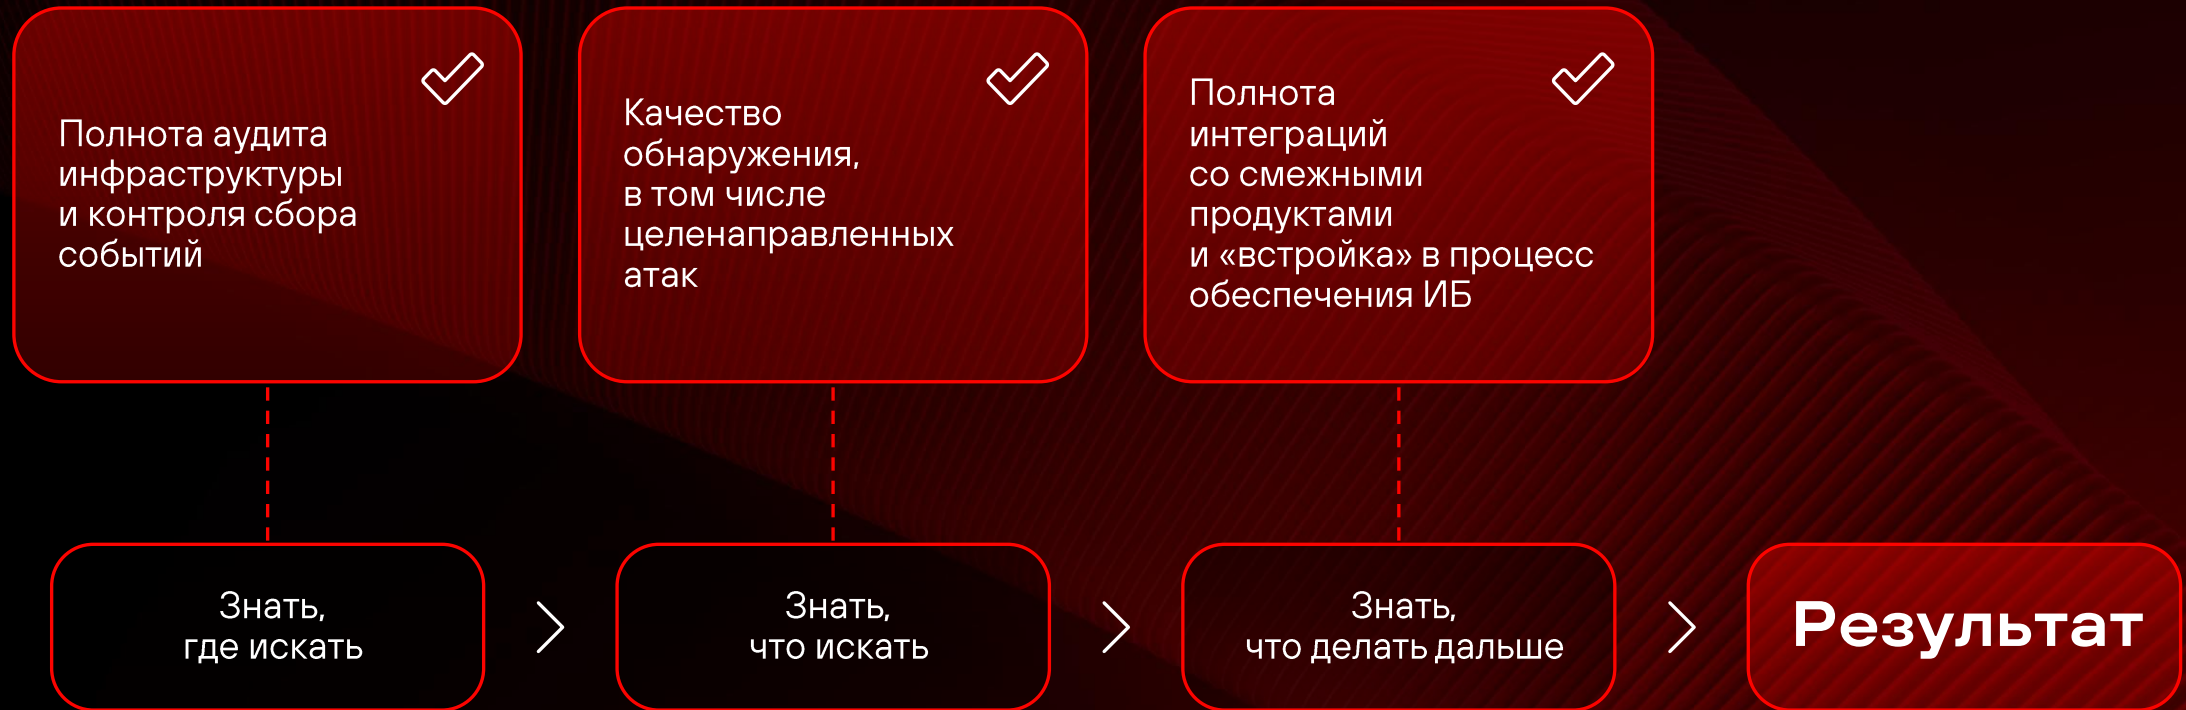 Полнота аудита
инфраструктуры
и контроля сбора
событий
Качество
обнаружения,
в том числе
целенаправленных
атак
Полнота
интеграций
со смежными
продуктами
и «встройка» в процесс
обеспечения ИБ
Знать,
где искать
Знать,
что искать
Знать,
что делать дальше
Результат